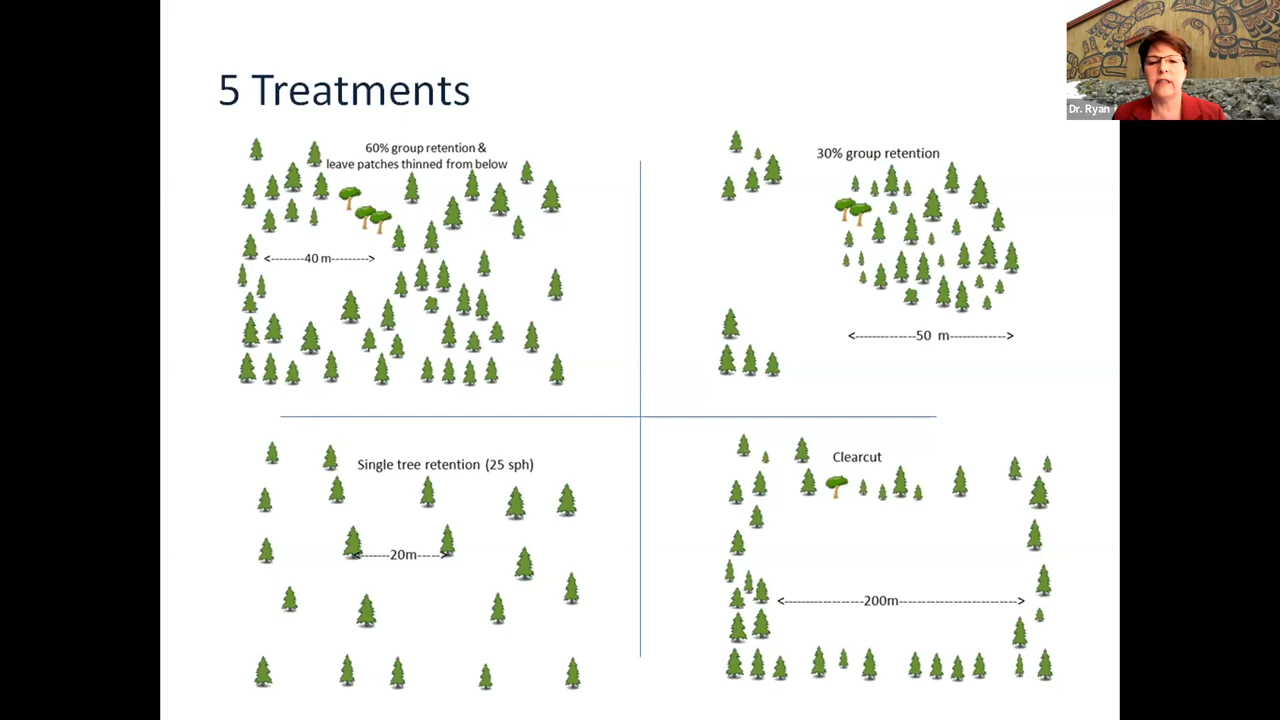 5 Treatments
60% group retention &
leave patches thinned from below
<--------40 m-------->
30% group retention
<-------------50 m----------->
Single tree retention (25 sph)
<-------20m----->
Clearcut
<-----------------200m------------------------>
Dr. Ryan